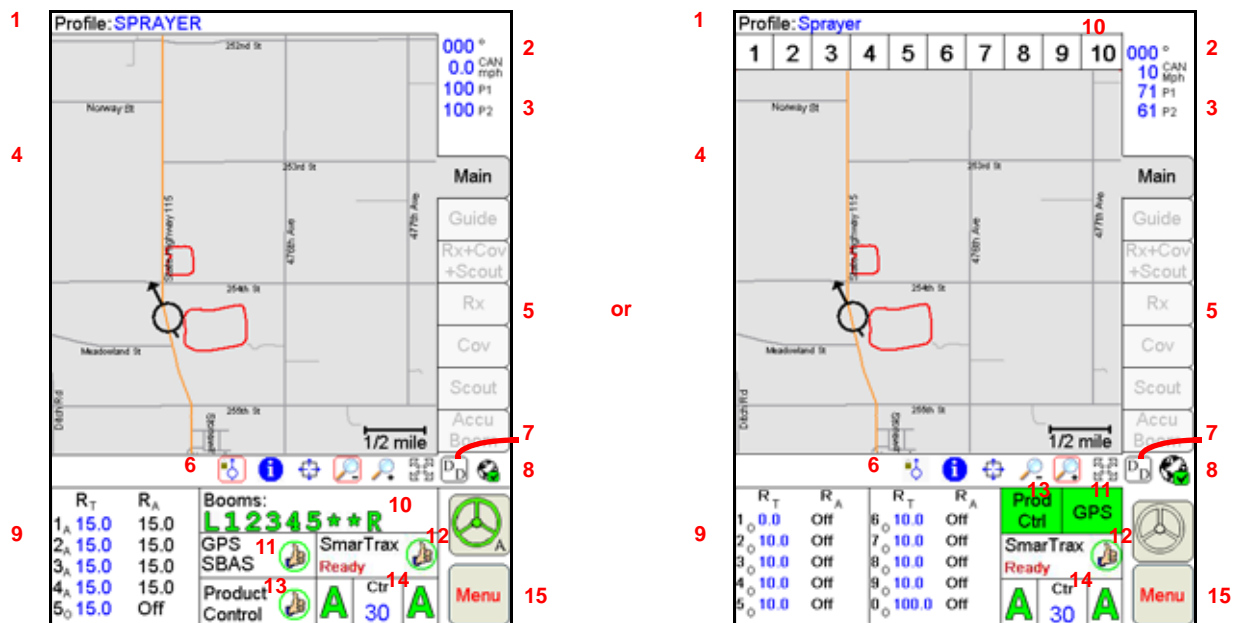 1
Profile: SPRAYER
000 °
2
0.0 CAN mph
100 P1
100 P2
3
4
252nd St
Norway St
253rd St
State Highway 115
476th Ave
477th Ave
254th St
Meadowland St
Ditch Rd
255th St
1/2 mile
Main
Guide
Rx+Cov
+Scout
Rx
5
Cov
Scout
Accu
Boom
7
6
i
D D
8
9
RT RA
1A 15.0 15.0
2A 15.0 15.0
3A 15.0 15.0
4A 15.0 15.0
5O 15.0 Off
Booms:
10
L12345**R
GPS
SBAS
11
SmarTrax
Ready
12
A
Product
Control
13
A
Ctr
30
14
A
Menu
15
or
1
Profile: Sprayer
10
1 2 3 4 5 6 7 8 9 10
000 °
2
10 CAN Mph
71 P1
61 P2
3
4
Norway St
253rd St
State Highway 115
476th Ave
477th Ave
254th St
Meadowland St
Ditch Rd
255th St
1/2 mile
Main
Guide
Rx+Cov
+Scout
Rx
5
Cov
Scout
Accu
Boom
7
6
i
D D
8
9
RT RA RT RA
1O 0.0 Off 6O 10.0 Off
2O 10.0 Off 7O 10.0 Off
3O 10.0 Off 8O 10.0 Off
4O 10.0 Off 9O 10.0 Off
5O 10.0 Off 0O 100.0 Off
13
Prod
Ctrl
11
GPS
SmarTrax
Ready
12
A
Ctr
30
14
A
Menu
15